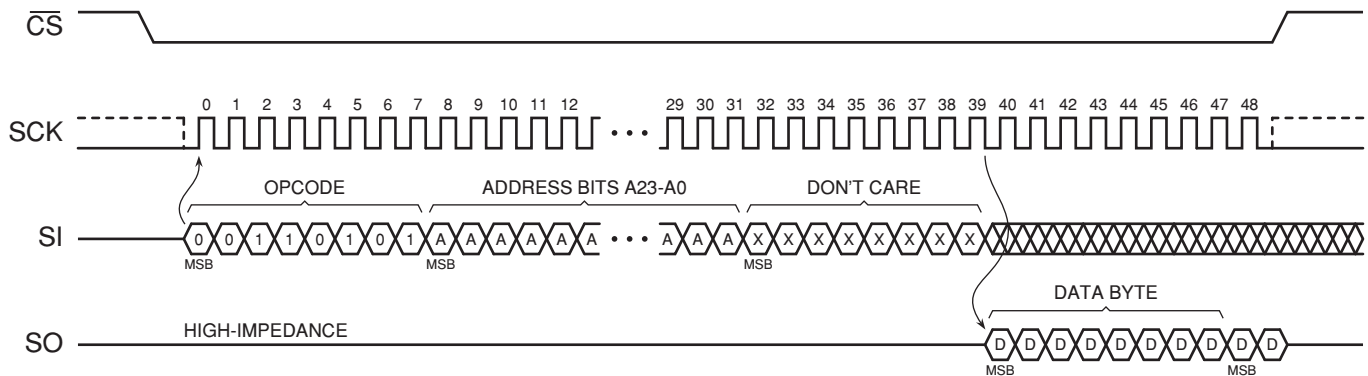 CS
0 1 2 3 4 5 6 7 8 9 10 11 12 29 30 31 32 33 34 35 36 37 38 39 40 41 42 43 44 45 46 47 48
SCK
OPCODE ADDRESS BITS A23-A0 DON'T CARE
SI 0 0 1 1 0 1 0 1 A A A A A A A A A X X X X X X X X
MSB MSB MSB
DATA BYTE
HIGH-IMPEDANCE
SO D D D D D D D D D D
MSB MSB